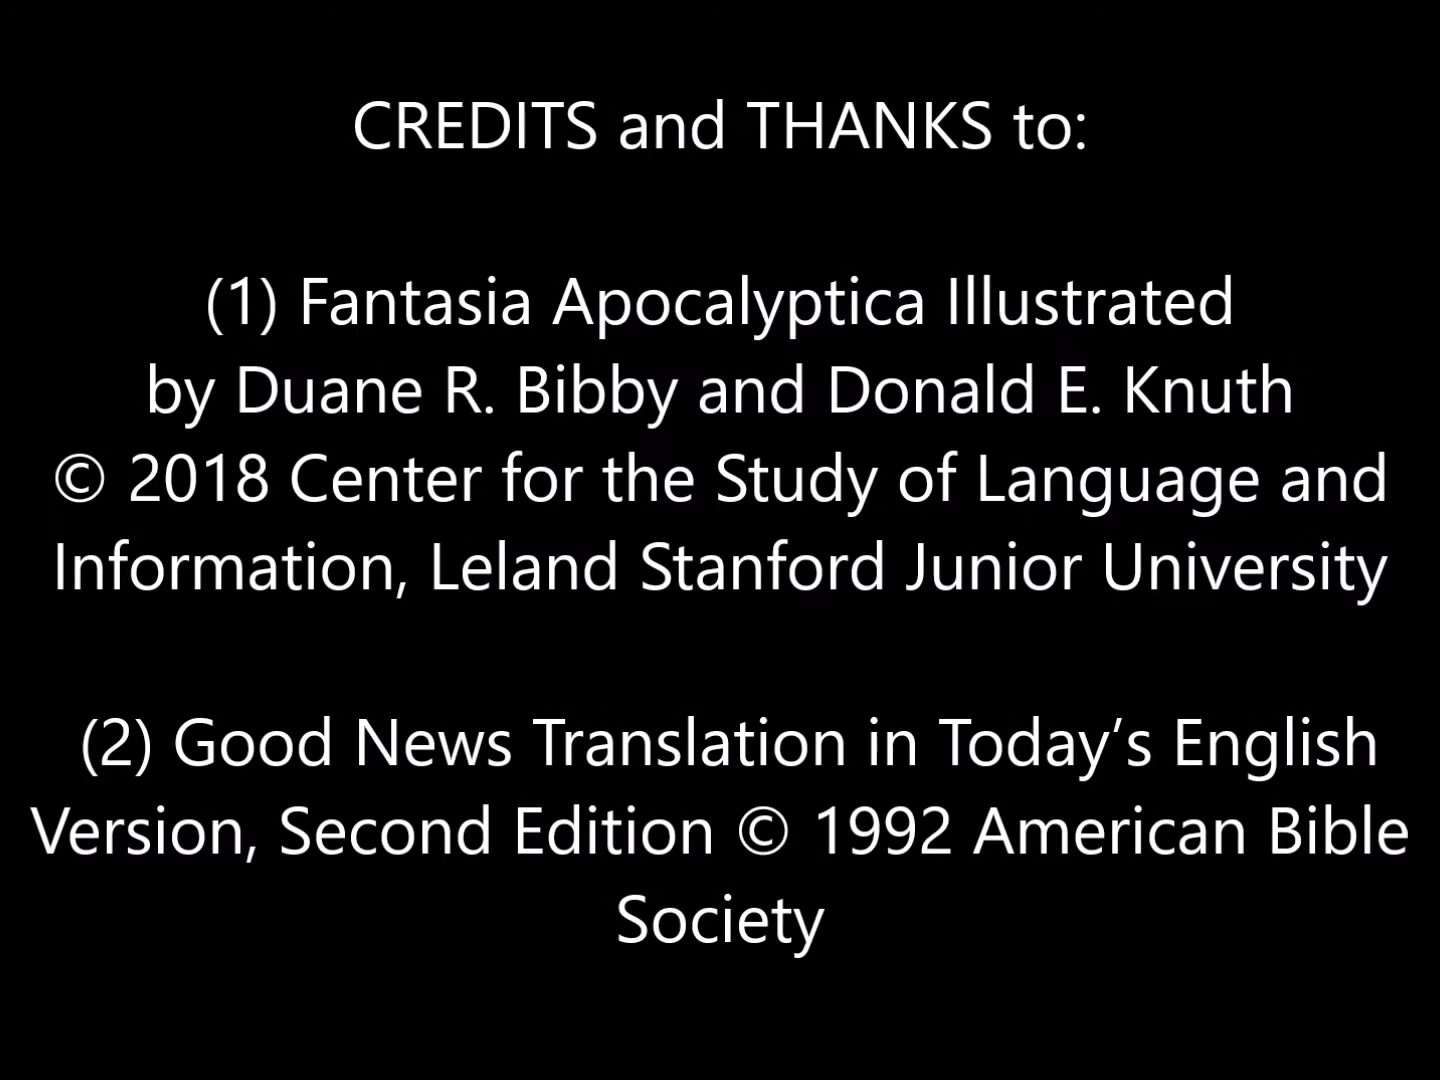 CREDITS and THANKS to:
(1) Fantasia Apocalyptica Illustrated
by Duane R. Bibby and Donald E. Knuth
© 2018 Center for the Study of Language and
Information, Leland Stanford Junior University
(2) Good News Translation in Today’s English
Version, Second Edition © 1992 American Bible
Society